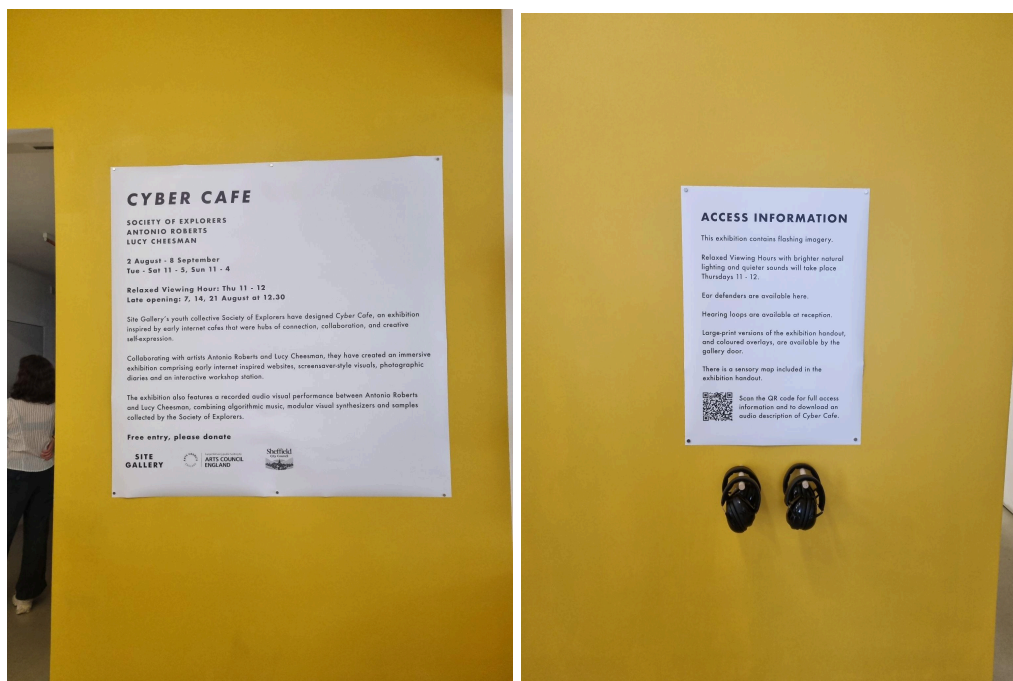 CYBER CAFE
SOCIETY OF EXPLORERS
ANTONIO ROBERTS
LUCY CHEESMAN
2 August - 8 September
Tue - Sat 11 - 5, Sun 11 - 4
Relaxed Viewing Hour: Thu 11 - 12
Late opening: 7, 14, 21 August at 12.30
Site Gallery's youth collective Society of Explorers have designed Cyber Cafe, an exhibition
inspired by early internet cafes that were hubs of connection, collaboration, and creative
self-expression.
Collaborating with artists Antonio Roberts and Lucy Cheesman, they have created an immersive
exhibition comprising early internet inspired websites, screensaver-style visuals, photographic
diaries and an interactive workshop station.
The exhibition also features a recorded audio visual performance between Antonio Roberts
and Lucy Cheesman, combining algorithmic music, modular visual synthesizers and samples
collected by the Society of Explorers.
Free entry, please donate
SITE
GALLERY
ARTS COUNCIL
ENGLAND
Sheffield
City Council
ACCESS INFORMATION
This exhibition contains flashing imagery.
Relaxed Viewing Hours with brighter natural
lighting and quieter sounds will take place
Thursdays 11 - 12.
Ear defenders are available here.
Hearing loops are available at reception.
Large-print versions of the exhibition handout,
and coloured overlays, are available by the
gallery door.
There is a sensory map included in the
exhibition handout.
Scan the QR code for full access
information and to download an
audio description of Cyber Cafe.